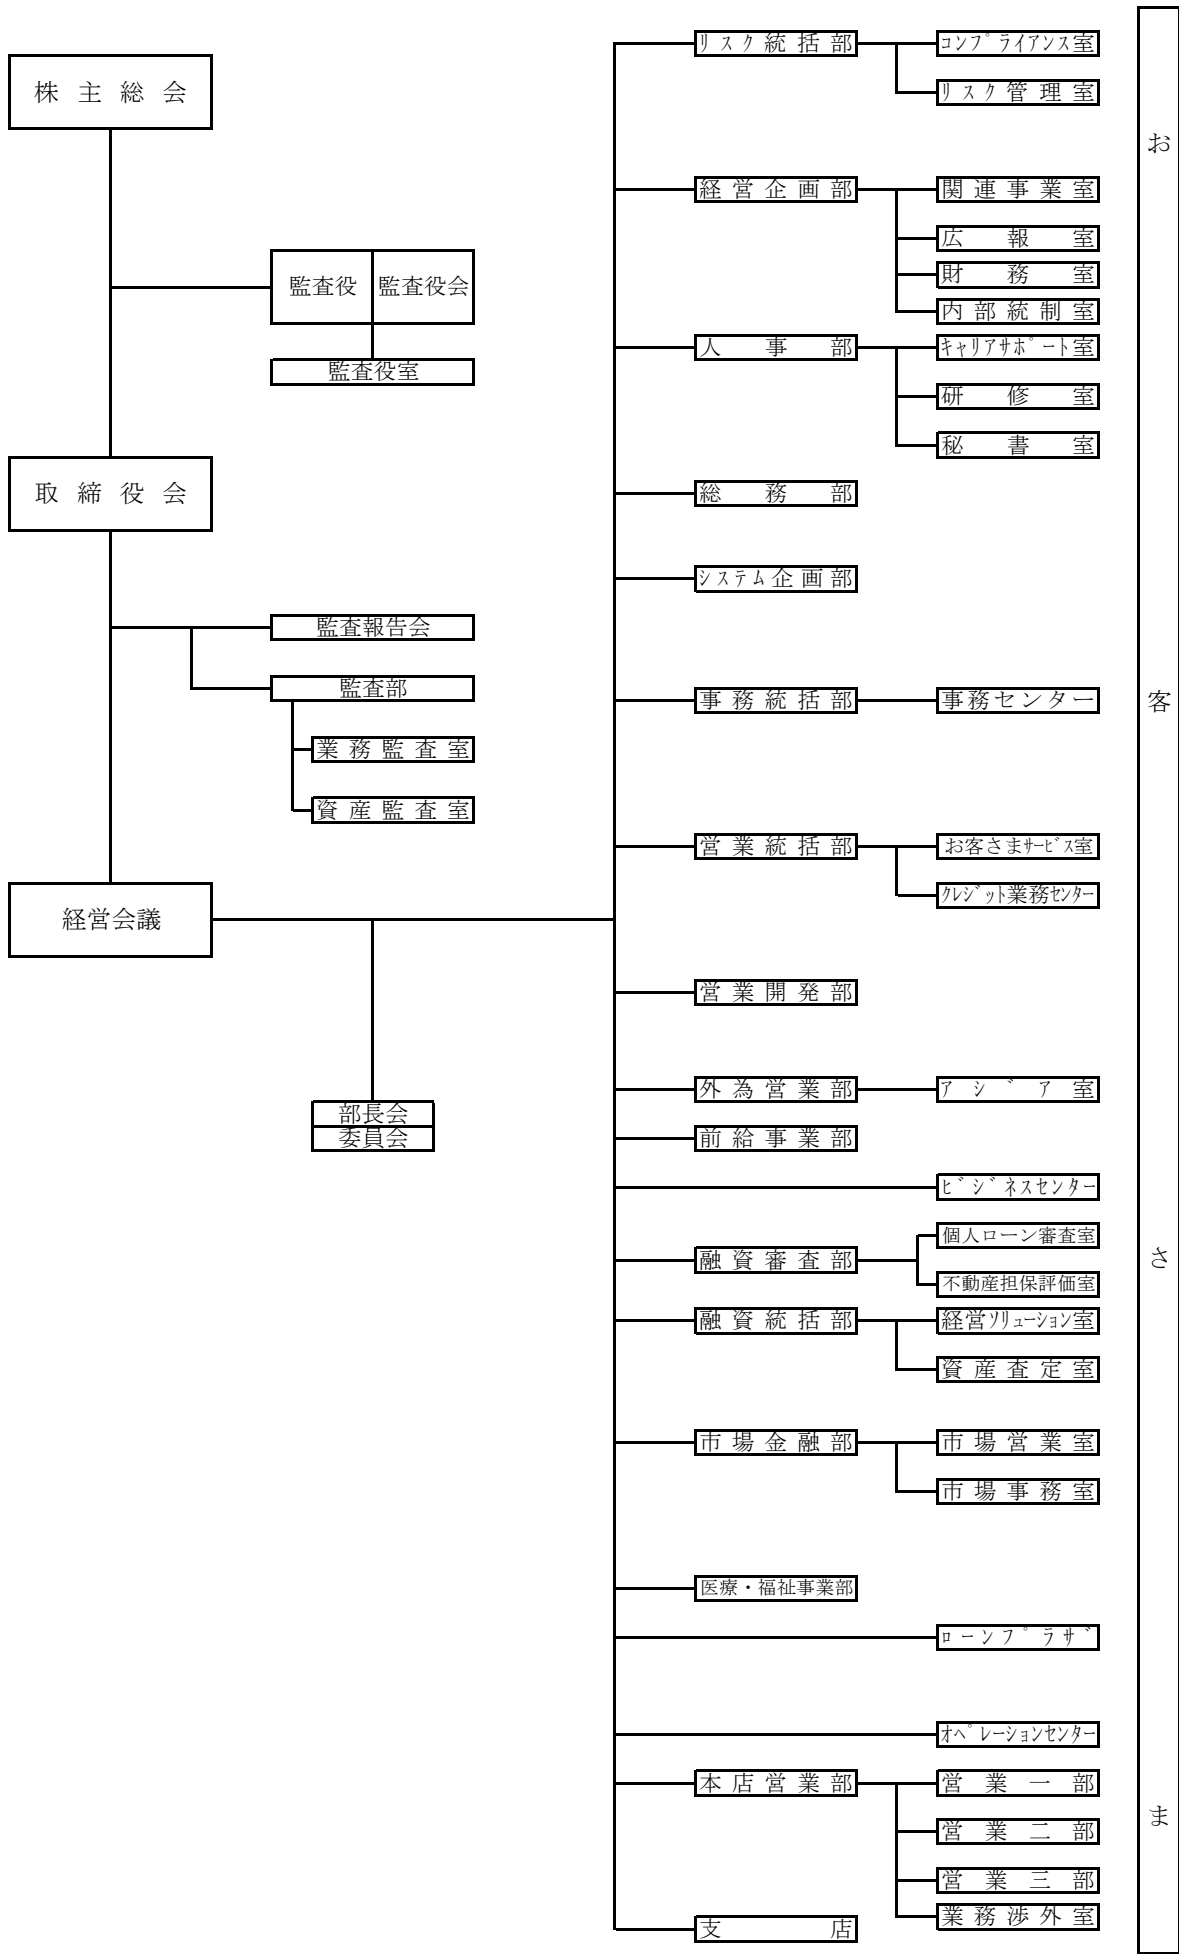 株主総会
監査役
監査役会
監査役室
取締役会
監査報告会
監査部
業務監査室
資産監査室
経営会議
部長会
委員会
リスク統括部
コンプライアンス室
リスク管理室
経営企画部
関連事業室
広報室
財務室
内部統制室
人事部
キャリアサポート室
研修室
秘書室
総務部
システム企画部
事務統括部
事務センター
営業統括部
お客さまサービス室
クレジット業務センター
営業開発部
外為営業部
アジア室
前給事業部
ビジネスセンター
融資審査部
個人ローン審査室
不動産担保評価室
融資統括部
経営ソリューション室
資産査定室
市場金融部
市場営業室
市場事務室
医療・福祉事業部
ローンプラザ
オペレーションセンター
本店営業部
営業一部
営業二部
営業三部
業務渉外室
支店
お客さま